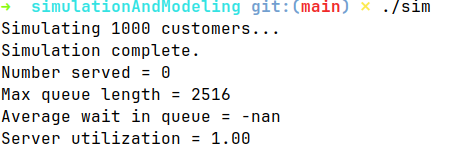 ➜  simulationAndModeling git:(main) ✗ ./sim
Simulating 1000 customers...
Simulation complete.
Number served = 0
Max queue length = 2516
Average wait in queue = -nan
Server utilization = 1.00